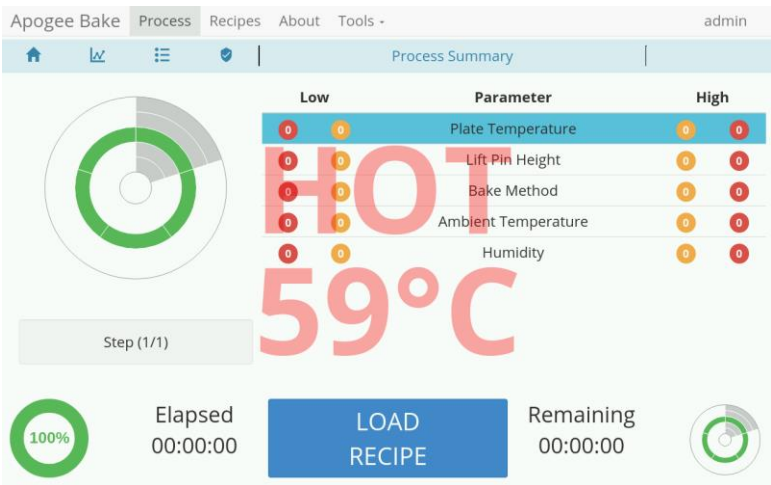 Apogee Bake Process Recipes About Tools admin
Process Summary
Low Parameter High
0 0 Plate Temperature 0 0
0 0 Lift Pin Height 0 0
0 0 Bake Method 0 0
0 0 Ambient Temperature 0 0
0 0 Humidity 0 0
HOT
59°C
Step (1/1)
100%
Elapsed
00:00:00
LOAD
RECIPE
Remaining
00:00:00